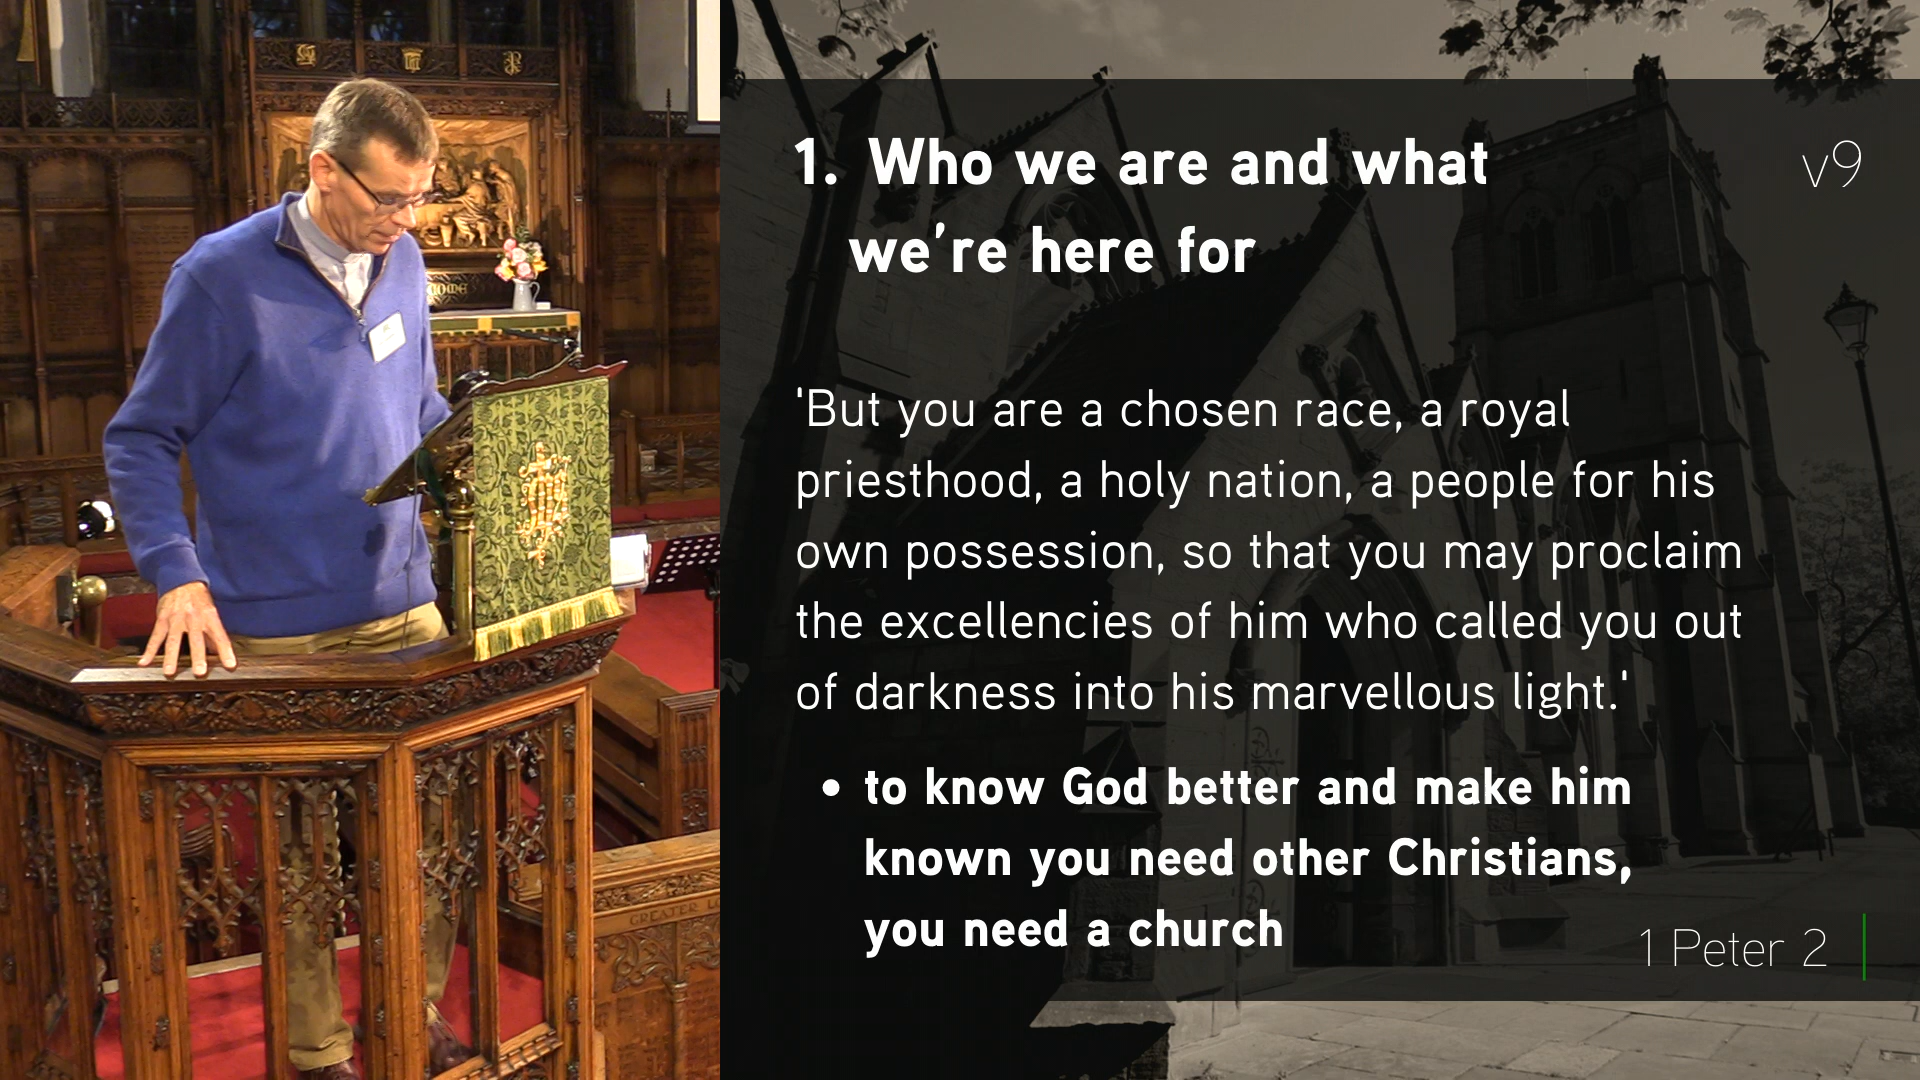 1. Who we are and what
we're here for
v9
'But you are a chosen race, a royal
priesthood, a holy nation, a people for his
own possession, so that you may proclaim
the excellencies of him who called you out
of darkness into his marvellous light.'
• to know God better and make him
known you need other Christians,
you need a church
1 Peter 2
GREATER L